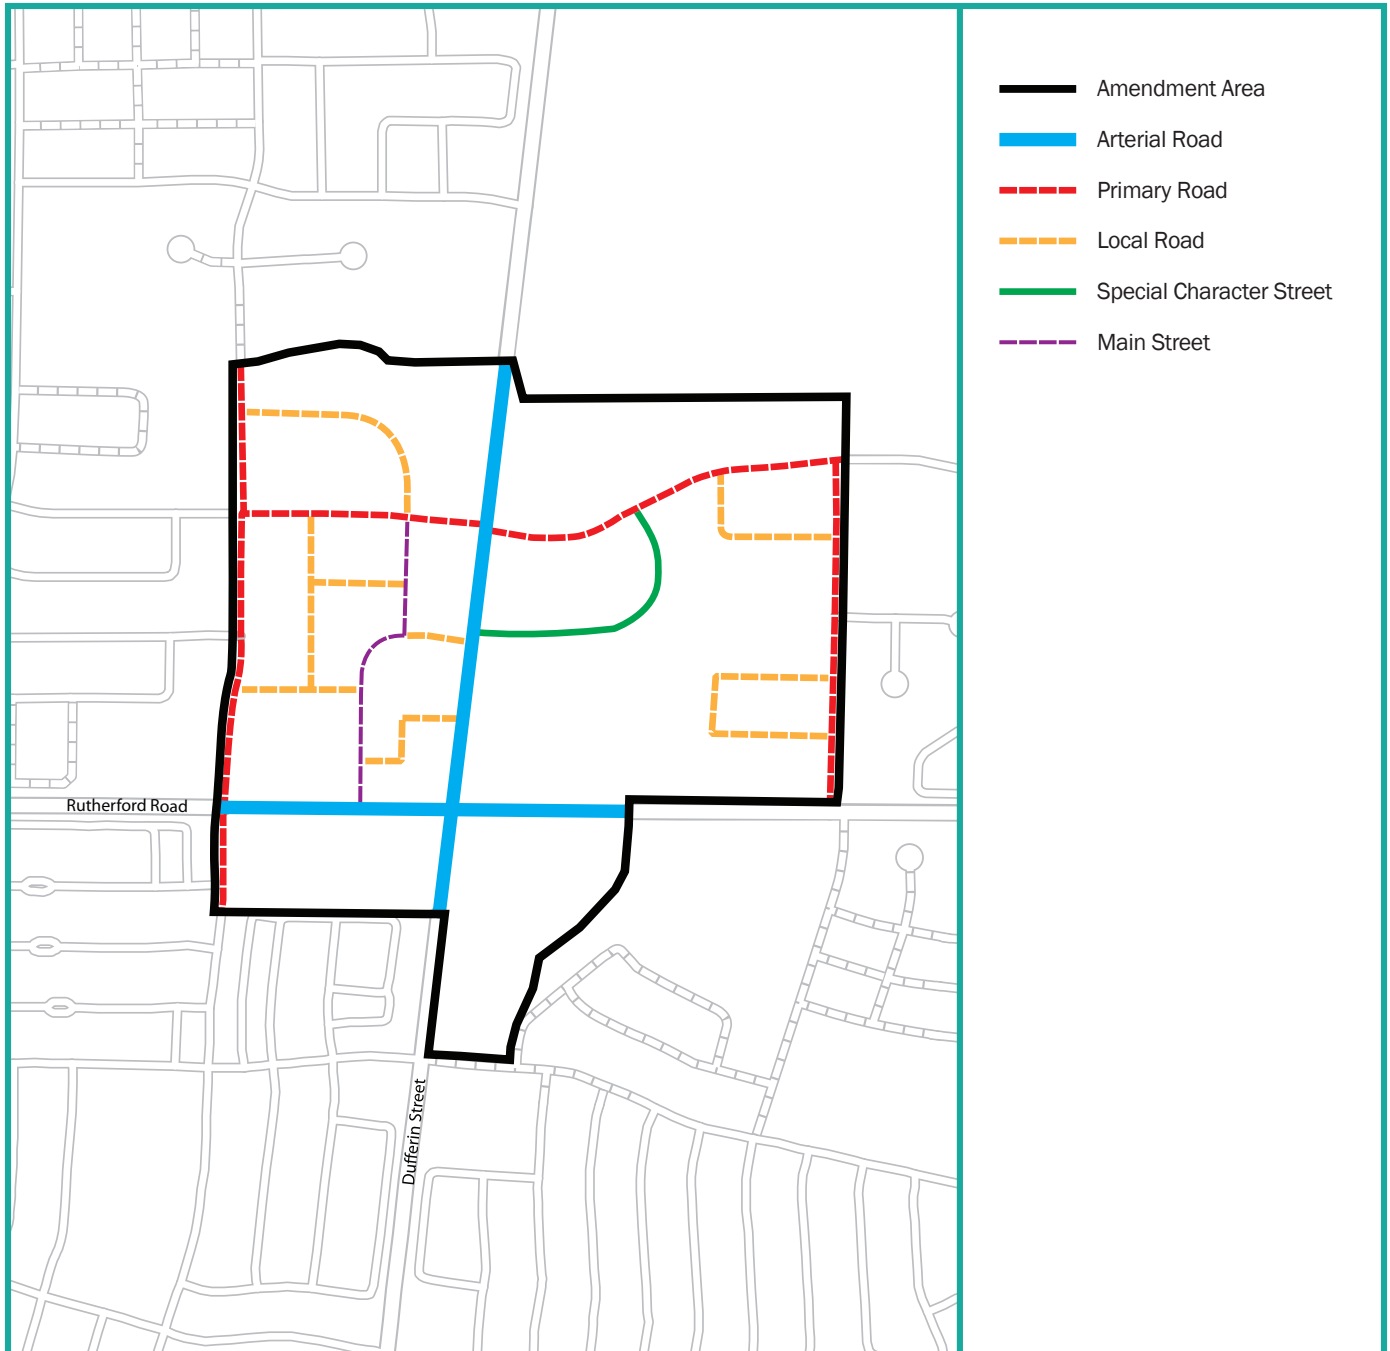 Amendment Area
Arterial Road
Primary Road
Local Road
Special Character Street
Main Street
Rutherford Road
Dufferin Street